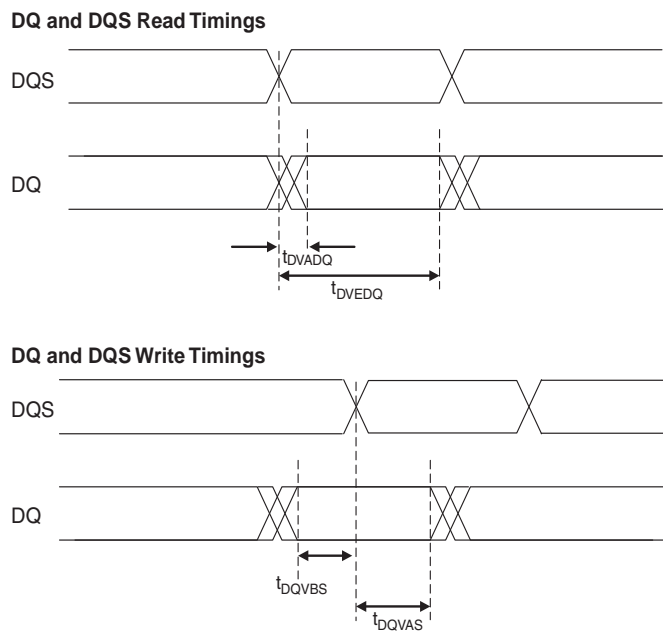 DQ and DQS Read Timings
DQS
DQ
tDVADQ
tDVEDQ
DQ and DQS Write Timings
DQS
DQ
tDQVBS
tDQVAS